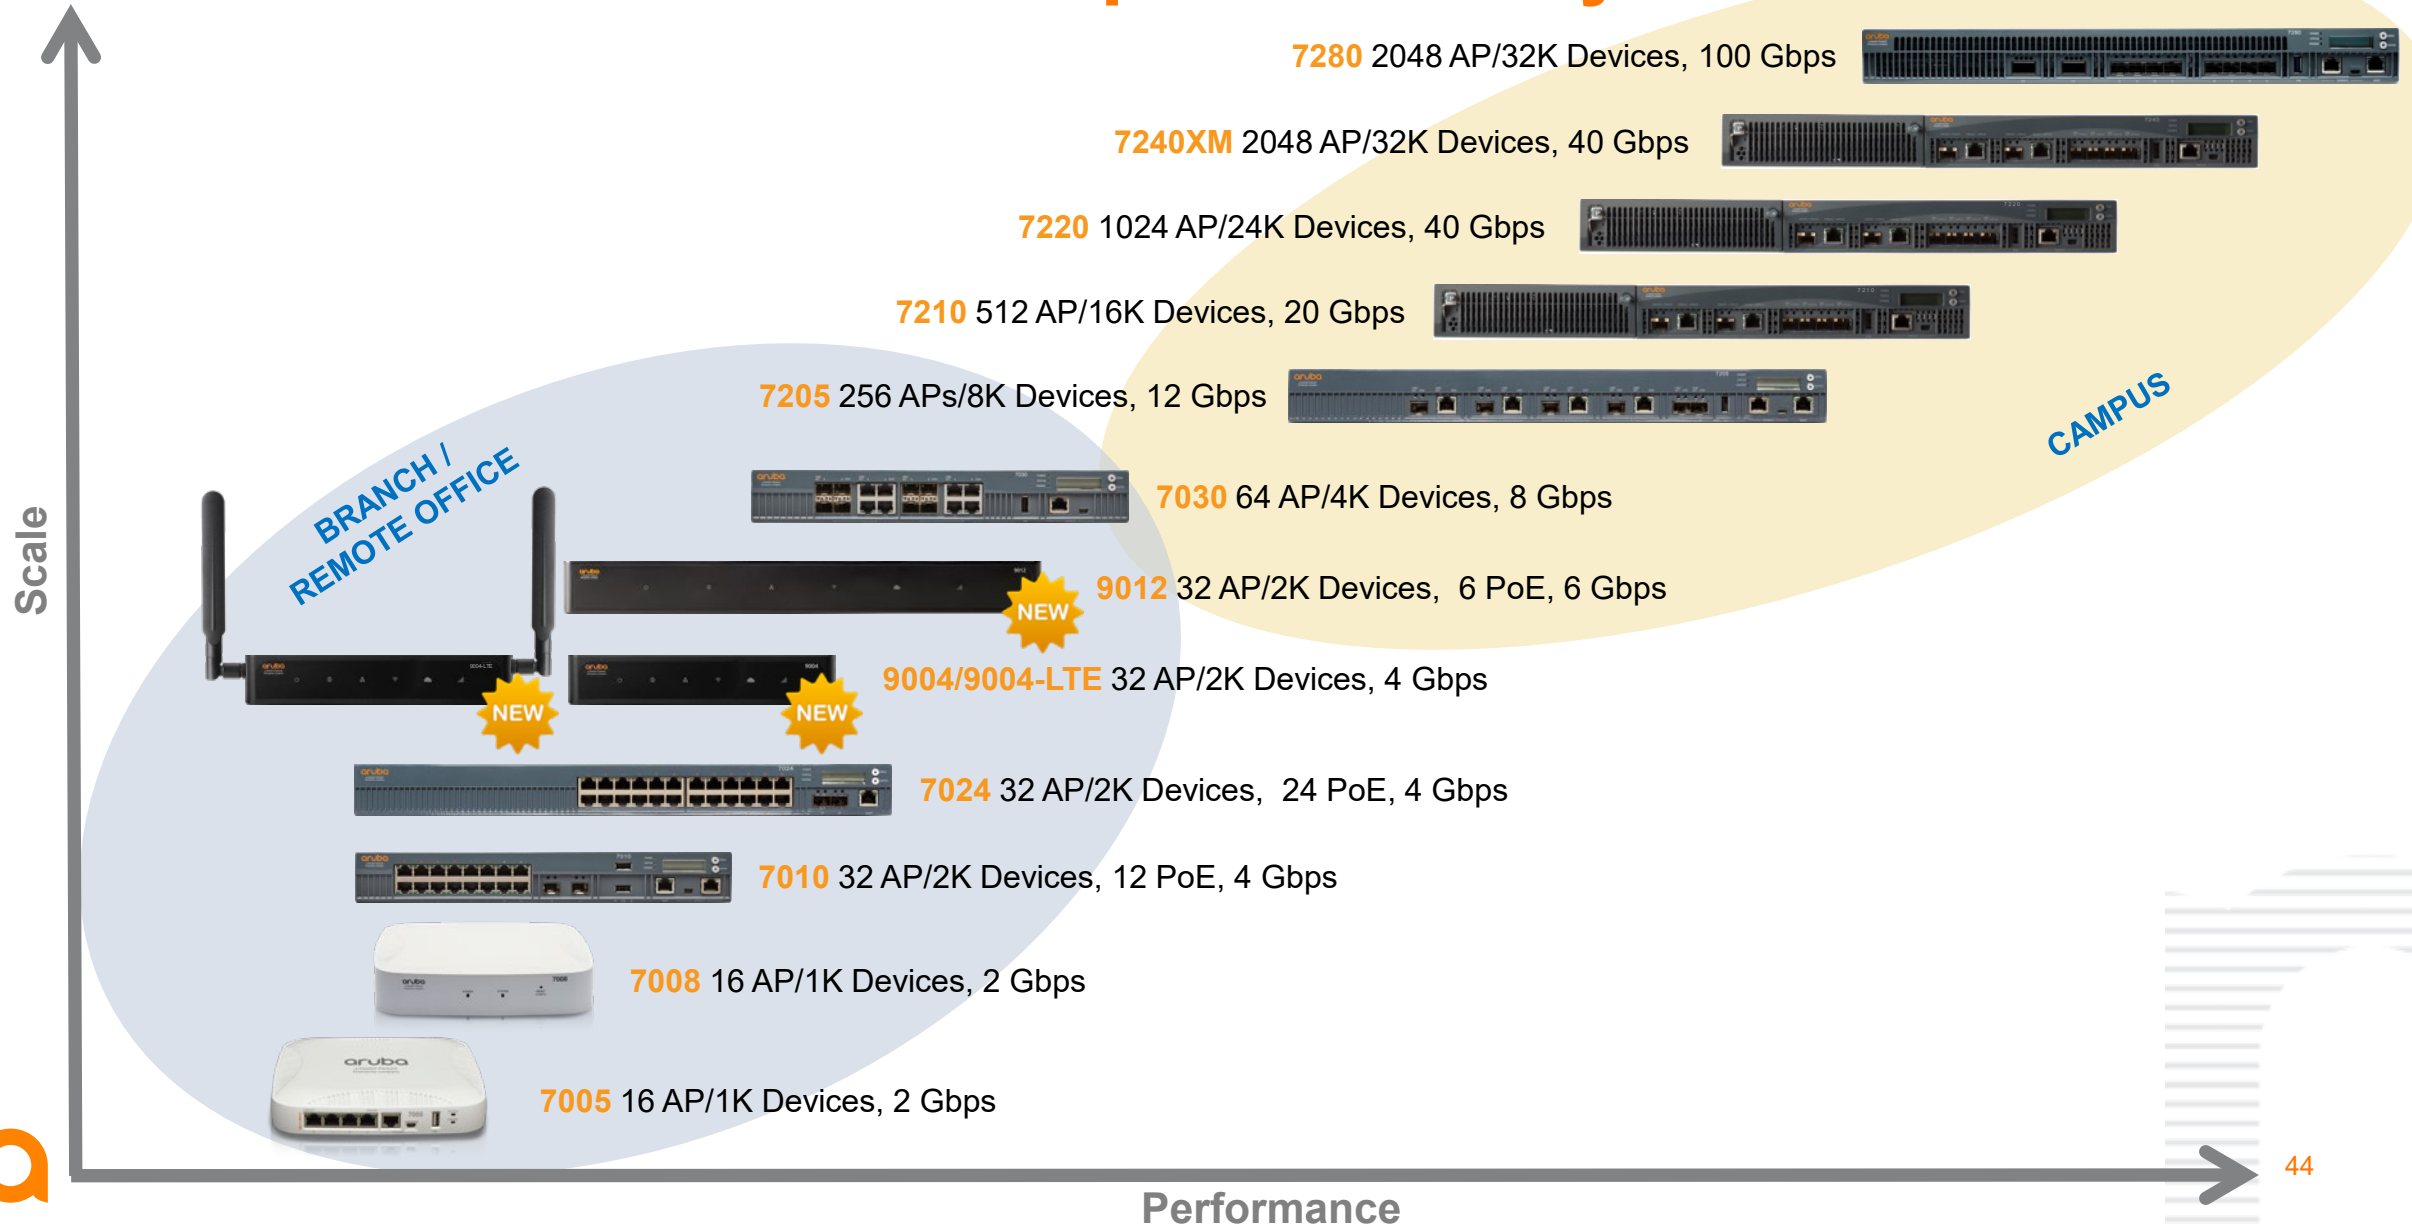 7280 2048 AP/32K Devices, 100 Gbps
7240XM 2048 AP/32K Devices, 40 Gbps
7220 1024 AP/24K Devices, 40 Gbps
7210 512 AP/16K Devices, 20 Gbps
7205 256 APs/8K Devices, 12 Gbps
CAMPUS
BRANCH /
REMOTE OFFICE
7030 64 AP/4K Devices, 8 Gbps
Scale
9012 32 AP/2K Devices, 6 PoE, 6 Gbps
NEW
9004/9004-LTE 32 AP/2K Devices, 4 Gbps
NEW
NEW
7024 32 AP/2K Devices, 24 PoE, 4 Gbps
7010 32 AP/2K Devices, 12 PoE, 4 Gbps
aruba
7008
7008 16 AP/1K Devices, 2 Gbps
aruba
7005
7005 16 AP/1K Devices, 2 Gbps
44
Performance